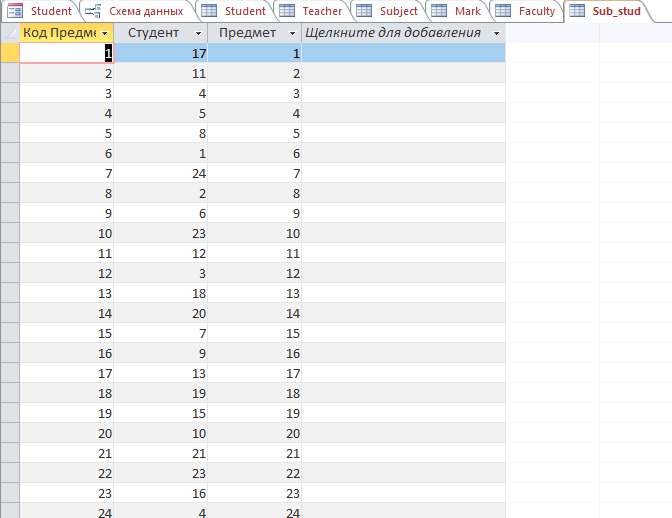 Student Схема данных Student Teacher Subject Mark Faculty Sub_stud
Код Предме Студент Предмет Щелкните для добавления
1 17 1
2 11 2
3 4 3
4 5 4
5 8 5
6 1 6
7 24 7
8 2 8
9 6 9
10 23 10
11 12 11
12 3 12
13 18 13
14 20 14
15 7 15
16 9 16
17 13 17
18 19 18
19 15 19
20 10 20
21 21 21
22 23 22
23 16 23
24 4 24